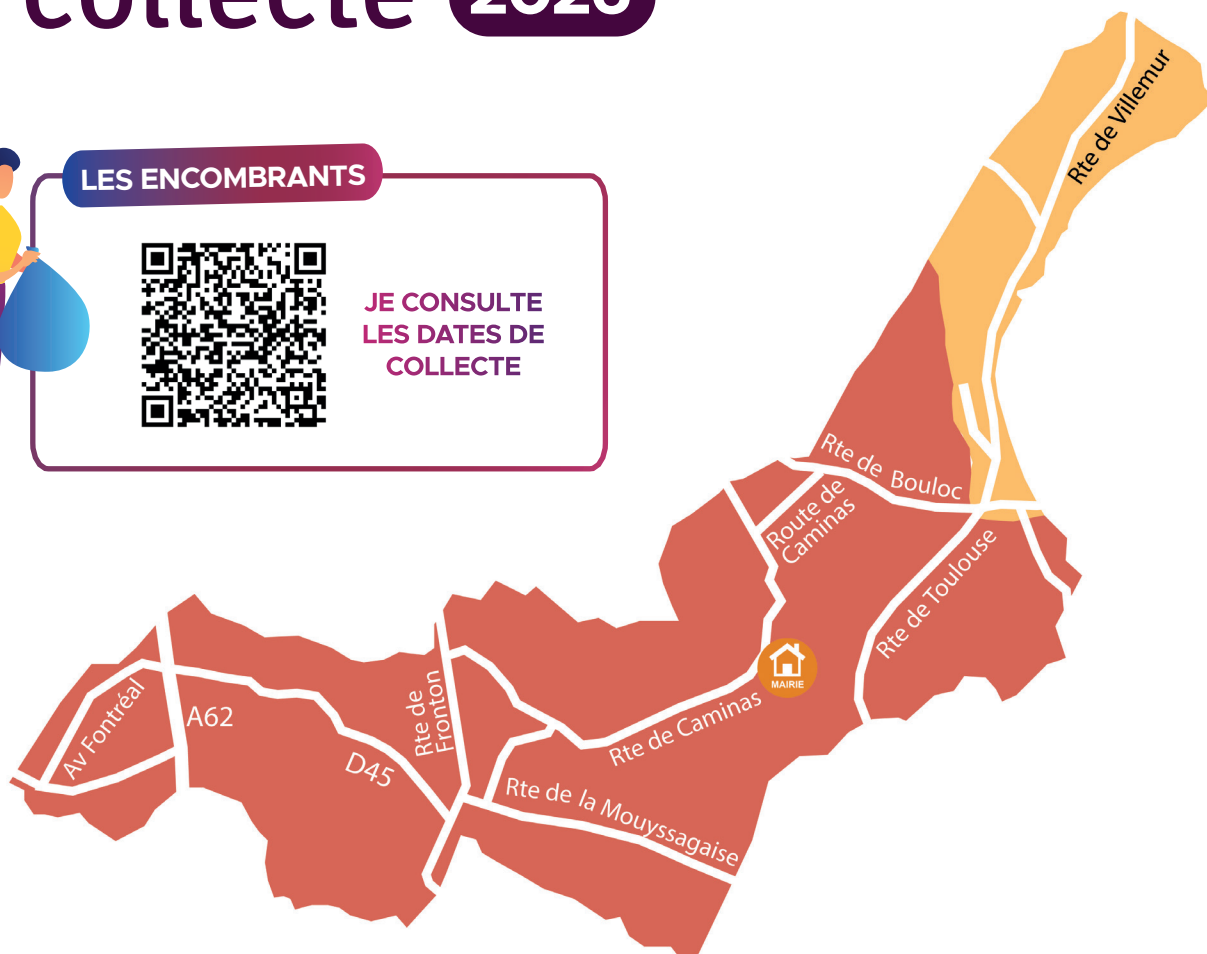 collecte 2026
Rte de Villemur
LES ENCOMBRANTS
JE CONSULTE
LES DATES DE
COLLECTE
Rte de Bouloc
Route de
Caminas
Rte de Toulouse
MAIRIE
Av Fontréal
A62
Rte de
Fronton
Rte de Caminas
D45
Rte de la Mouyssagaise